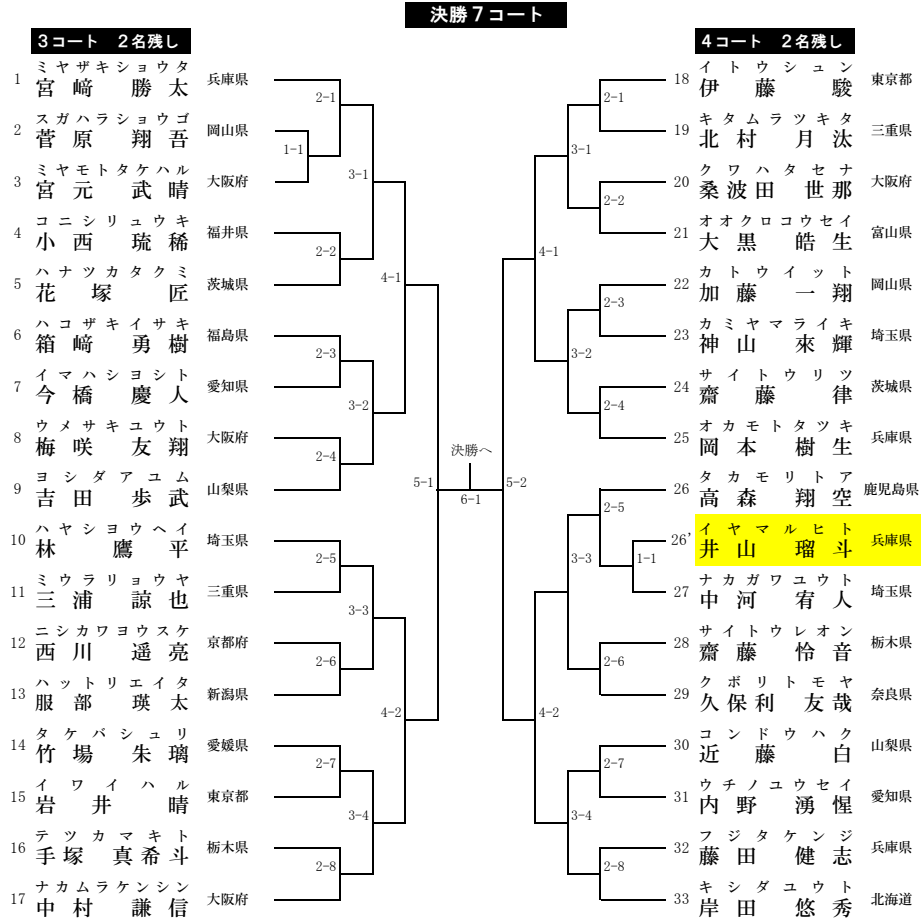 決勝７コート
３コート　２名残し
1 ミヤザキショウタ
宮﨑　勝太 兵庫県
2 スガハラショウゴ
菅原　翔吾 岡山県
3 ミヤモトタケハル
宮元　武晴 大阪府
4 コニシリュウキ
小西　琉稀 福井県
5 ハナツカタクミ
花塚　匠 茨城県
6 ハコザキイサキ
箱﨑　勇樹 福島県
7 イマハシヨシト
今橋　慶人 愛知県
8 ウメサキユウト
梅咲　友翔 大阪府
9 ヨシダアユム
吉田　歩武 山梨県
10 ハヤシヨウヘイ
林　鷹平 埼玉県
11 ミウラリョウヤ
三浦　諒也 三重県
12 ニシカワヨウスケ
西川　遥亮 京都府
13 ハットリエイタ
服部　瑛太 新潟県
14 タケバシュリ
竹場　朱璃 愛媛県
15 イワイハル
岩井　晴 東京都
16 テツカマキト
手塚　真希斗 栃木県
17 ナカムラケンシン
中村　謙信 大阪府
2-1
1-1
3-1
2-2
4-1
2-3
3-2
2-4
5-1
2-5
3-3
2-6
4-2
2-7
3-4
2-8
決勝へ
6-1
４コート　２名残し
18 イトウシュン
伊藤　駿 東京都
19 キタムラツキタ
北村　月汰 三重県
20 クワハタセナ
桑波田　世那 大阪府
21 オオクロコウセイ
大黒　皓生 富山県
22 カトウイット
加藤　一翔 岡山県
23 カミヤマライキ
神山　來輝 埼玉県
24 サイトウリツ
齋藤　律 茨城県
25 オカモトタツキ
岡本　樹生 兵庫県
26 タカモリトア
高森　翔空 鹿児島県
26' イヤマルヒト
井山　瑠斗 兵庫県
27 ナカガワユウト
中河　宥人 埼玉県
28 サイトウレオン
齋藤　怜音 栃木県
29 クボリトモヤ
久保利　友哉 奈良県
30 コンドウハク
近藤　白 山梨県
31 ウチノユウセイ
内野　湧惺 愛知県
32 フジタケンジ
藤田　健志 兵庫県
33 キシダユウト
岸田　悠秀 北海道
2-1
3-1
2-2
4-1
2-3
3-2
2-4
5-2
2-5
3-3
1-1
2-6
4-2
2-7
3-4
2-8